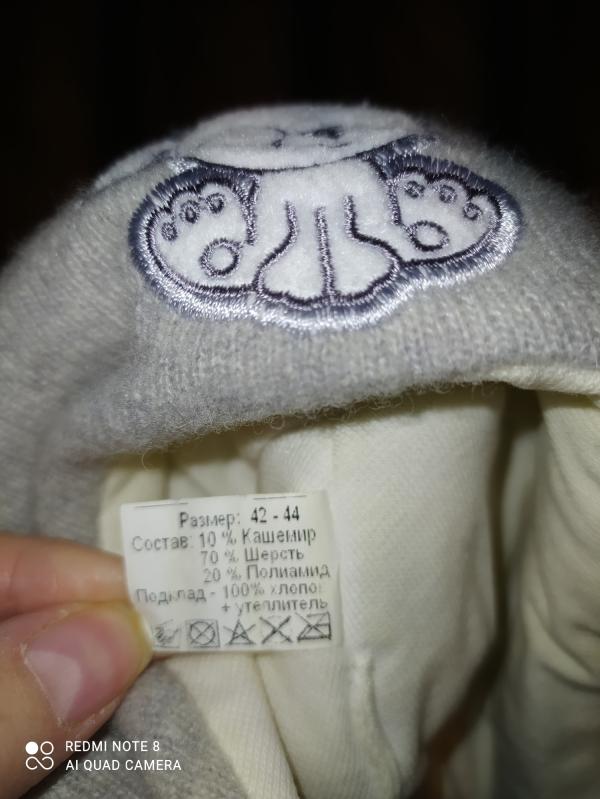 Размер: 42 - 44
Состав: 10 % Кашемир
70 % Шерсть
20 % Полиамид
Подклад - 100% хлопок
+ утеплитель
REDMI NOTE 8
AI QUAD CAMERA